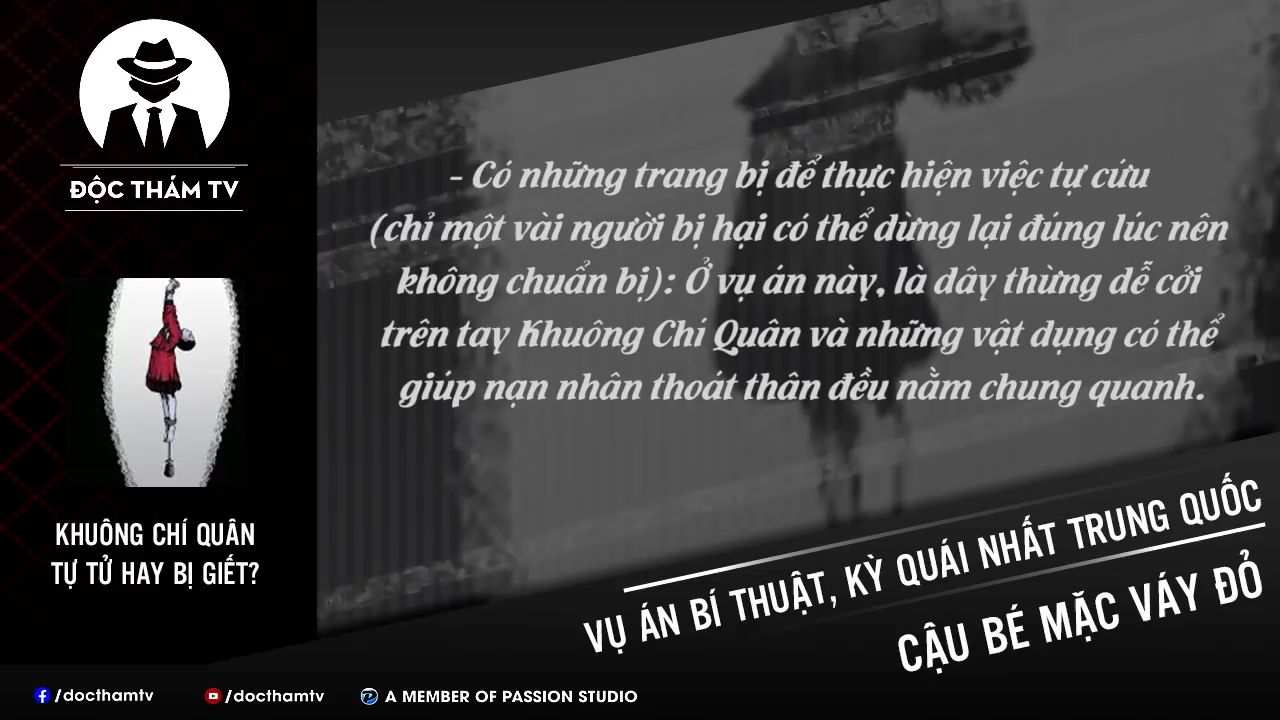 ĐỘC THÁM TV
- Có những trang bị để thực hiện việc tự cứu
(chỉ một vài người bị hại có thể dừng lại đúng lúc nên
không chuẩn bị): Ở vụ án này, là dây thừng dễ cởi
trên tay Khuông Chí Quân và những vật dụng có thể
giúp nạn nhân thoát thân đều nằm chung quanh.
KHUÔNG CHÍ QUÂN
TỰ TỬ HAY BỊ GIẾT?
VỤ ÁN BÍ THUẬT, KỲ QUÁI NHẤT TRUNG QUỐC
CẬU BÉ MẶC VÁY ĐỎ
/docthamtv
/docthamtv
A MEMBER OF PASSION STUDIO